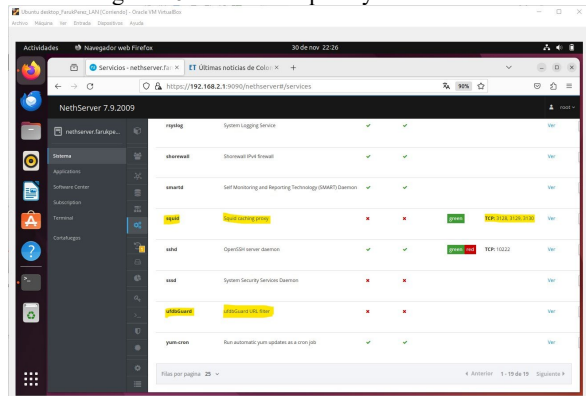 Ubuntu desktop_FarukPerez_LAN [Corriendo] - Oracle VM VirtualBox
Archivo Máquina Ver Entrada Dispositivos Ayuda
Actividades Navegador web Firefox 30 de nov 22:26
Servicios - nethserver.far × ET Últimas noticias de Colom × +
https://192.168.2.1:9090/nethserver#/services 90%
NethServer 7.9.2009 root
nethserver.farukpe...
Sistema
Applications
Software Center
Subscription
Terminal
Cortafuegos
rsyslog System Logging Service Ver
shorewall Shorewall IPv4 firewall Ver
smartd Self Monitoring and Reporting Technology (SMART) Daemon Ver
squid Squid caching proxy green TCP: 3128, 3129, 3130 Ver
sshd OpenSSH server daemon green red TCP: 10222 Ver
sssd System Security Services Daemon Ver
ufdbGuard ufdbGuard URL filter Ver
yum-cron Run automatic yum updates as a cron job Ver
Filas por pagina 25 Anterior 1 - 19 de 19 Siguiente